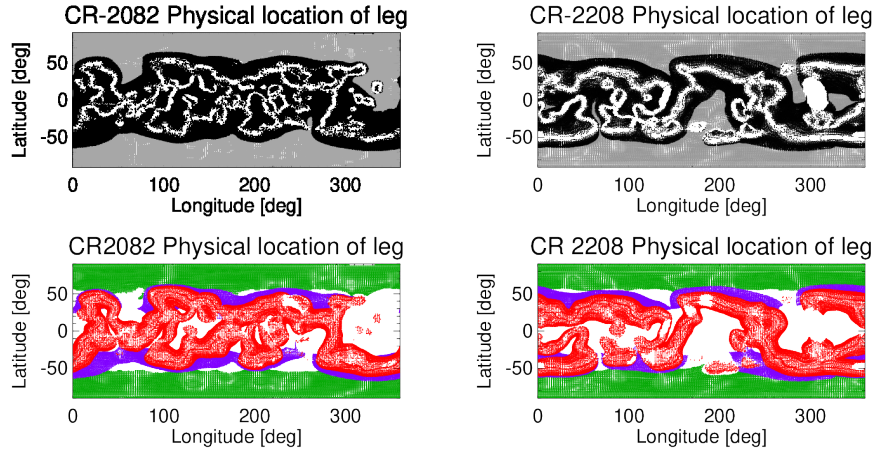 CR-2082 Physical location of leg
CR-2208 Physical location of leg
Latitude [deg]
50
0
-50
0
100
200
300
Longitude [deg]
Latitude [deg]
50
0
-50
0
100
200
300
Longitude [deg]
CR2082 Physical location of leg
CR 2208 Physical location of leg
Latitude [deg]
50
0
-50
0
100
200
300
Longitude [deg]
Latitude [deg]
50
0
-50
0
100
200
300
Longitude [deg]